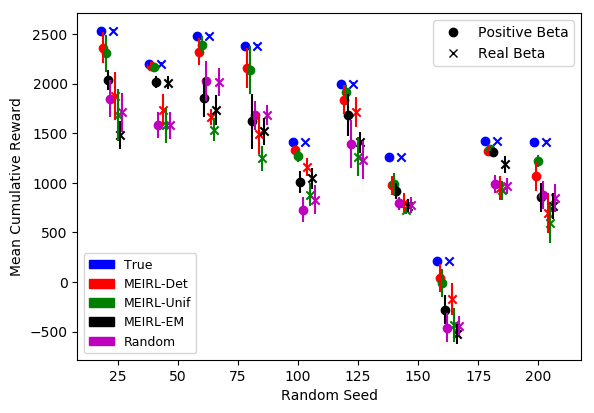 Positive Beta
Real Beta
True
MEIRL-Det
MEIRL-Unif
MEIRL-EM
Random
Mean Cumulative Reward
2500
2000
1500
1000
500
0
−500
25 50 75 100 125 150 175 200
Random Seed